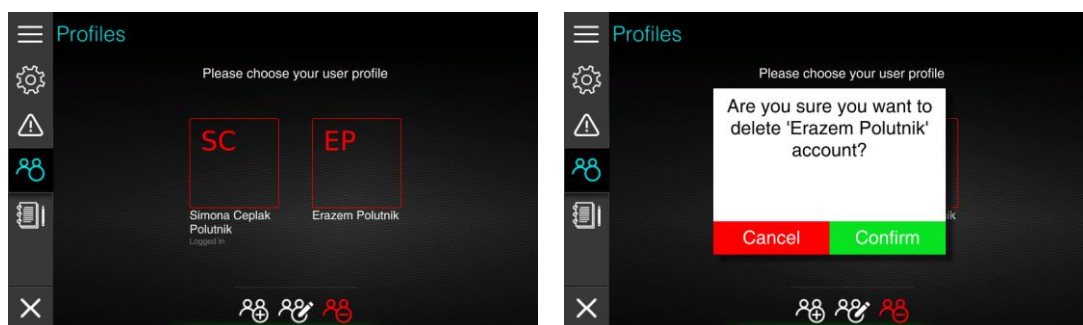 Profiles
Please choose your user profile
SC
EP
Simona Ceplak
Polutnik
Logged in
Erazem Polutnik
Profiles
Please choose your user profile
Are you sure you want to
delete 'Erazem Polutnik'
account?
ik
Cancel
Confirm